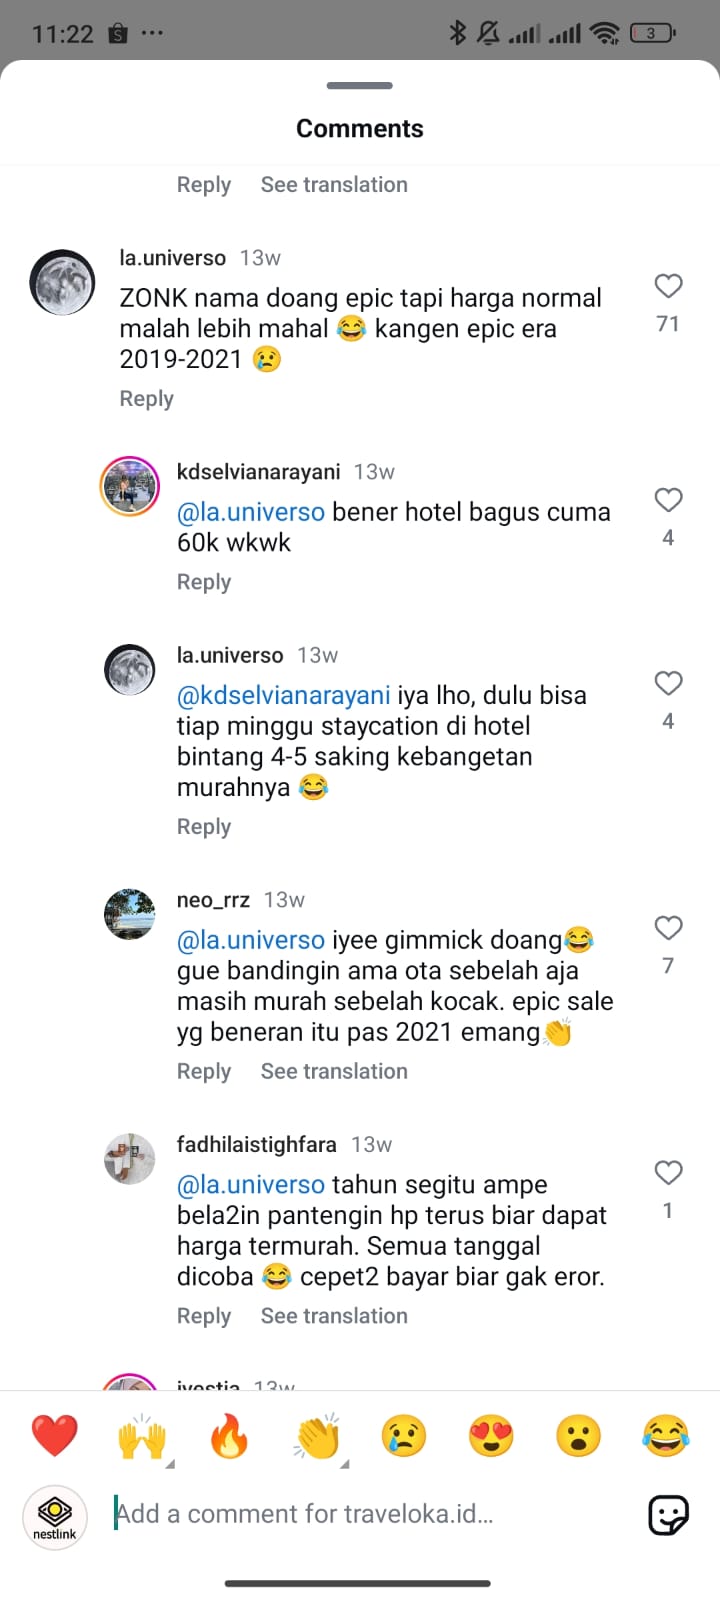 11:22
3
Comments
Reply See translation
la.universo 13w
ZONK nama doang epic tapi harga normal
malah lebih mahal 😂 kangen epic era
2019-2021 😢
71
Reply
kdselvianarayani 13w
@la.universo bener hotel bagus cuma
60k wkwk
4
Reply
la.universo 13w
@kdselvianarayani iya lho, dulu bisa
tiap minggu staycation di hotel
bintang 4-5 saking kebangetan
murahnya 😂
4
Reply
neo_rrz 13w
@la.universo iyee gimmick doang😂
gue bandingin ama ota sebelah aja
masih murah sebelah kocak. epic sale
yg beneran itu pas 2021 emang👏
7
Reply See translation
fadhilaistighfara 13w
@la.universo tahun segitu ampe
bela2in pantengin hp terus biar dapat
harga termurah. Semua tanggal
dicoba 😂 cepet2 bayar biar gak eror.
1
Reply See translation
13w
nestlink
Add a comment for traveloka.id...